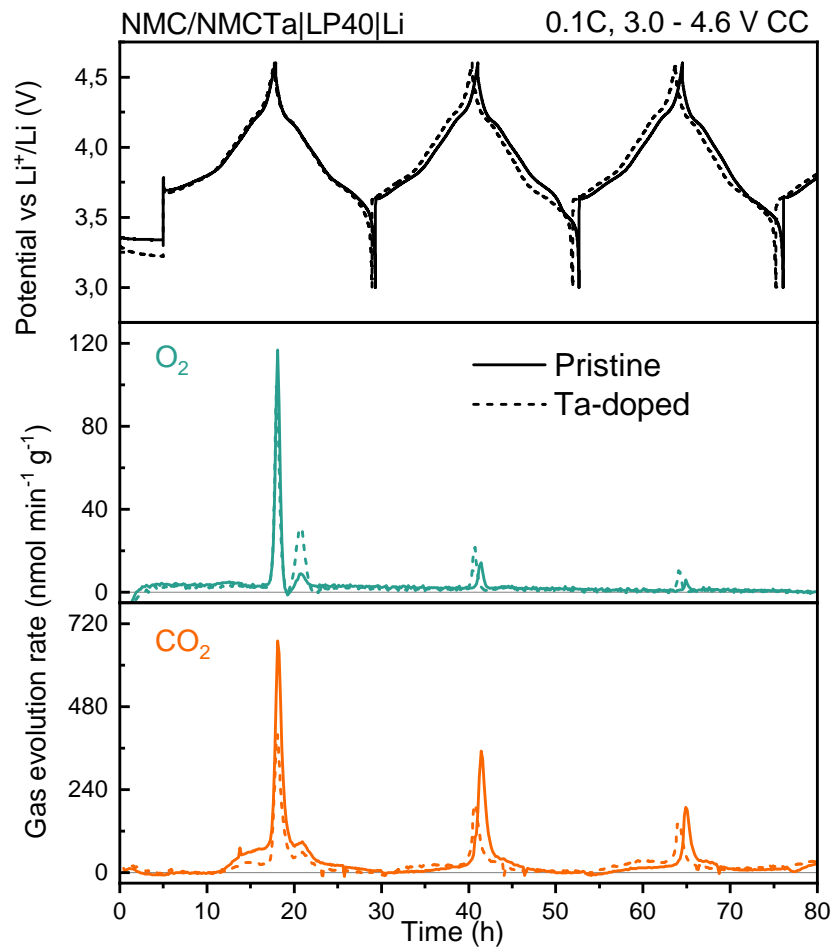 NMC/NMCTa|LP40|Li 0.1C, 3.0 - 4.6 V CC
Potential vs Li⁺/Li (V)
4,5
4,0
3,5
3,0
O₂
Pristine
Ta-doped
120
80
40
0
Gas evolution rate (nmol min⁻¹ g⁻¹)
CO₂
720
480
240
0
0 10 20 30 40 50 60 70 80
Time (h)